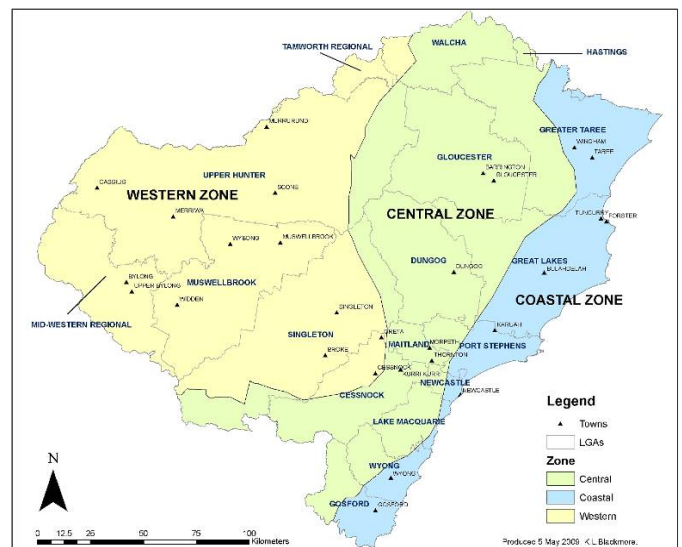 TAMWORTH REGIONAL
WALCHA
HASTINGS
MURRURUNDI
GREATER TAREE
WINGHAM
TAREE
GLOUCESTER
BARRINGTON
GLOUCESTER
UPPER HUNTER
CASSILIS
WESTERN ZONE
SCONE
CENTRAL ZONE
MERRIWA
TUNCURRY
FORSTER
WYBONG
MUSWELLBROOK
DUNGOG
DUNGOG
GREAT LAKES
BULAHDELAH
BYLONG
UPPER BYLONG
MUSWELLBROOK
WIDDEN
COASTAL ZONE
MID-WESTERN REGIONAL
SINGLETON
SINGLETON
KARUAH
GRETA
MAITLAND
MORPETH
PORT STEPHENS
BROKE
THORNTON
CESSNOCK
KURRI KURRI
NEWCASTLE
NEWCASTLE
CESSNOCK
LAKE MACQUARIE
WYONG
WYONG
GOSFORD
GOSFORD
Legend
Towns
LGAs
Zone
Central
Coastal
Western
N
0 12.5 25 50 75 100
Kilometers
Produced 5 May 2009. K.L.Blackmore.